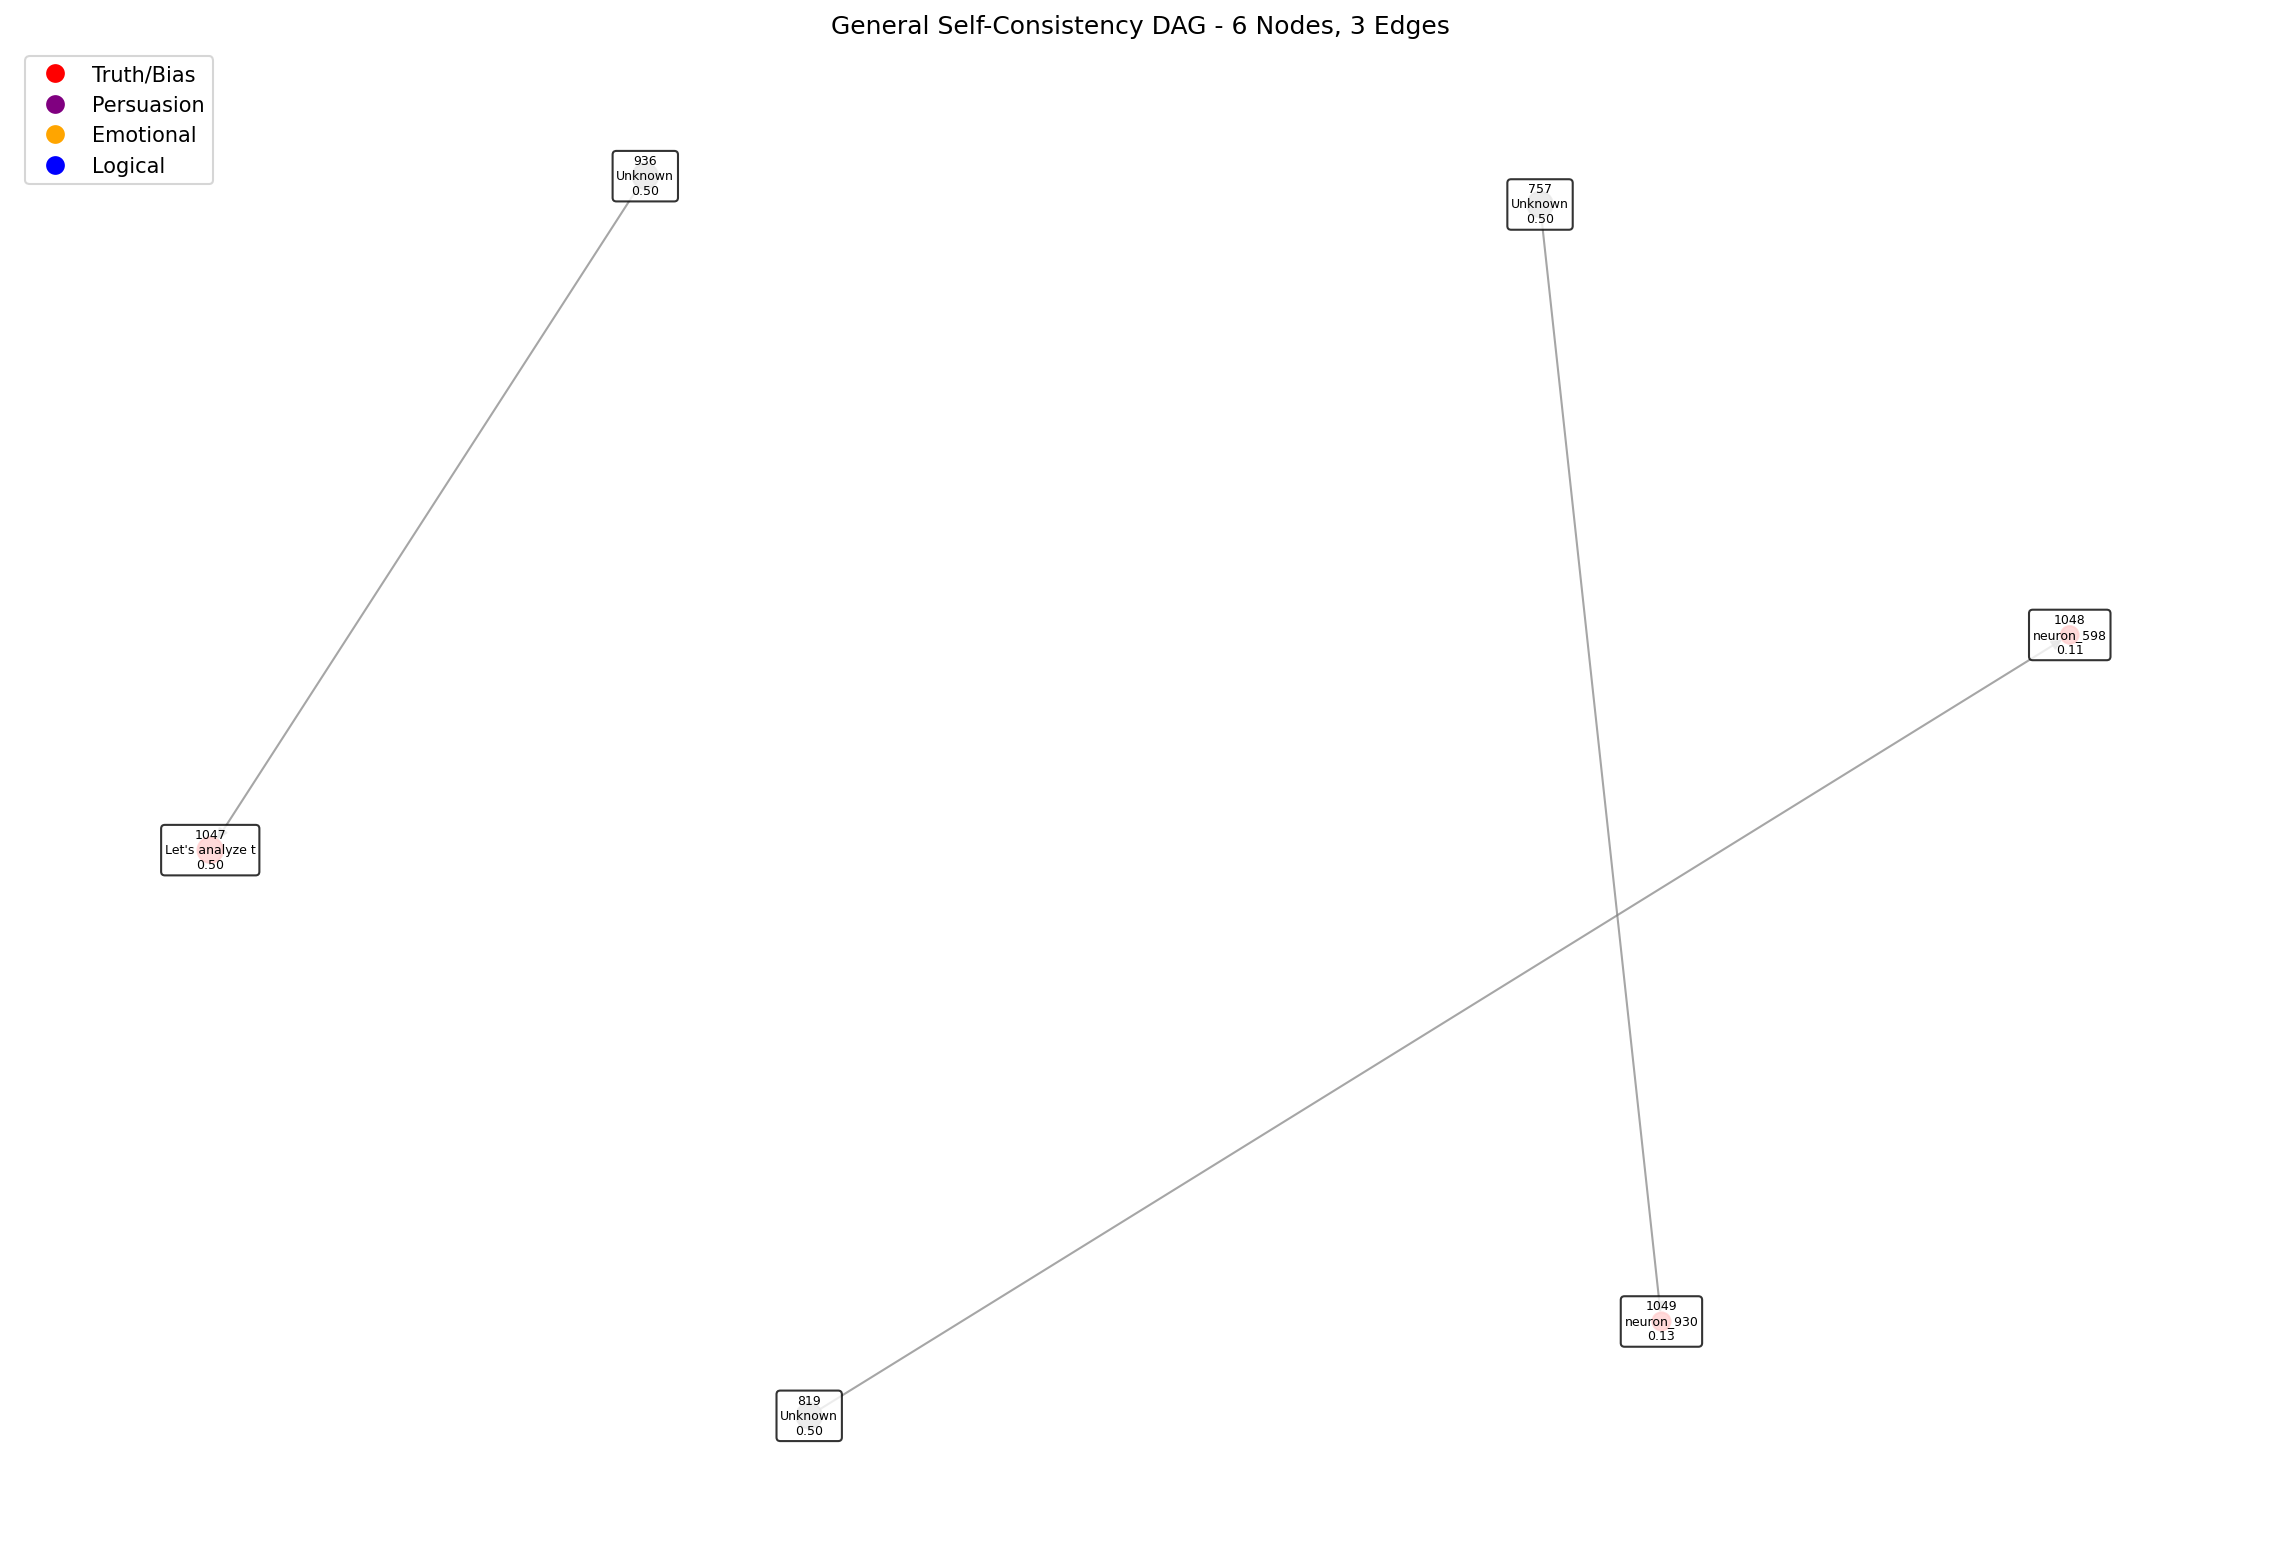 General Self-Consistency DAG - 6 Nodes, 3 Edges
Truth/Bias
Persuasion
Emotional
Logical
936
Unknown
0.50
757
Unknown
0.50
1048
neuron_598
0.11
1047
Let's analyze t
0.50
1049
neuron_930
0.13
819
Unknown
0.50